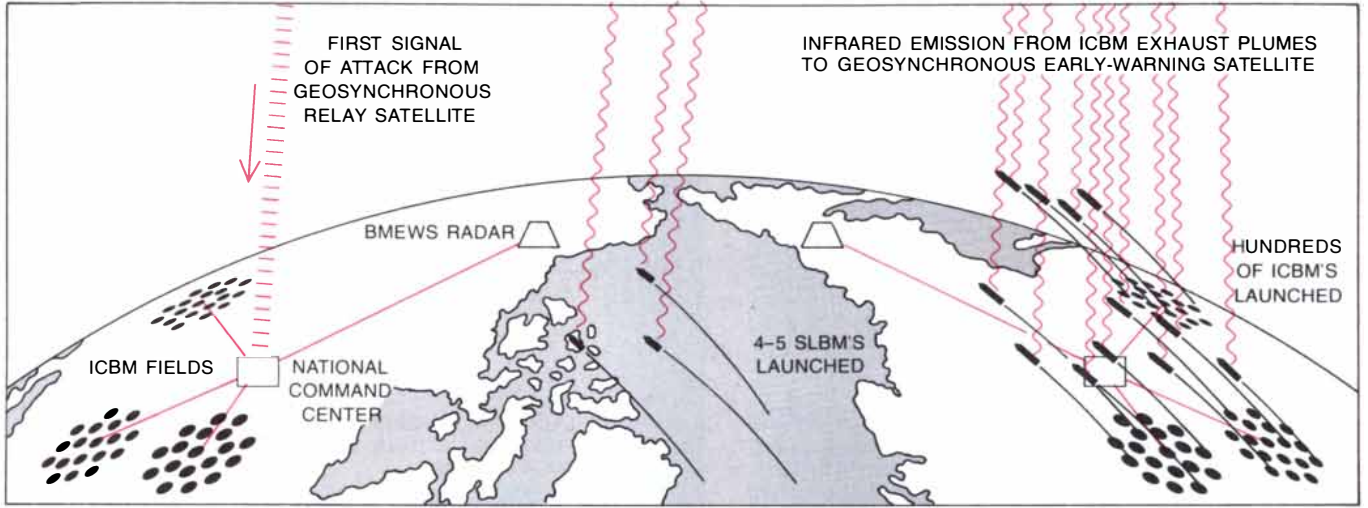 FIRST SIGNAL
OF ATTACK FROM
GEOSYNCHRONOUS
RELAY SATELLITE
INFRARED EMISSION FROM ICBM EXHAUST PLUMES
TO GEOSYNCHRONOUS EARLY-WARNING SATELLITE
BMEWS RADAR
HUNDREDS
OF ICBM'S
LAUNCHED
4–5 SLBM'S
LAUNCHED
ICBM FIELDS
NATIONAL
COMMAND
CENTER